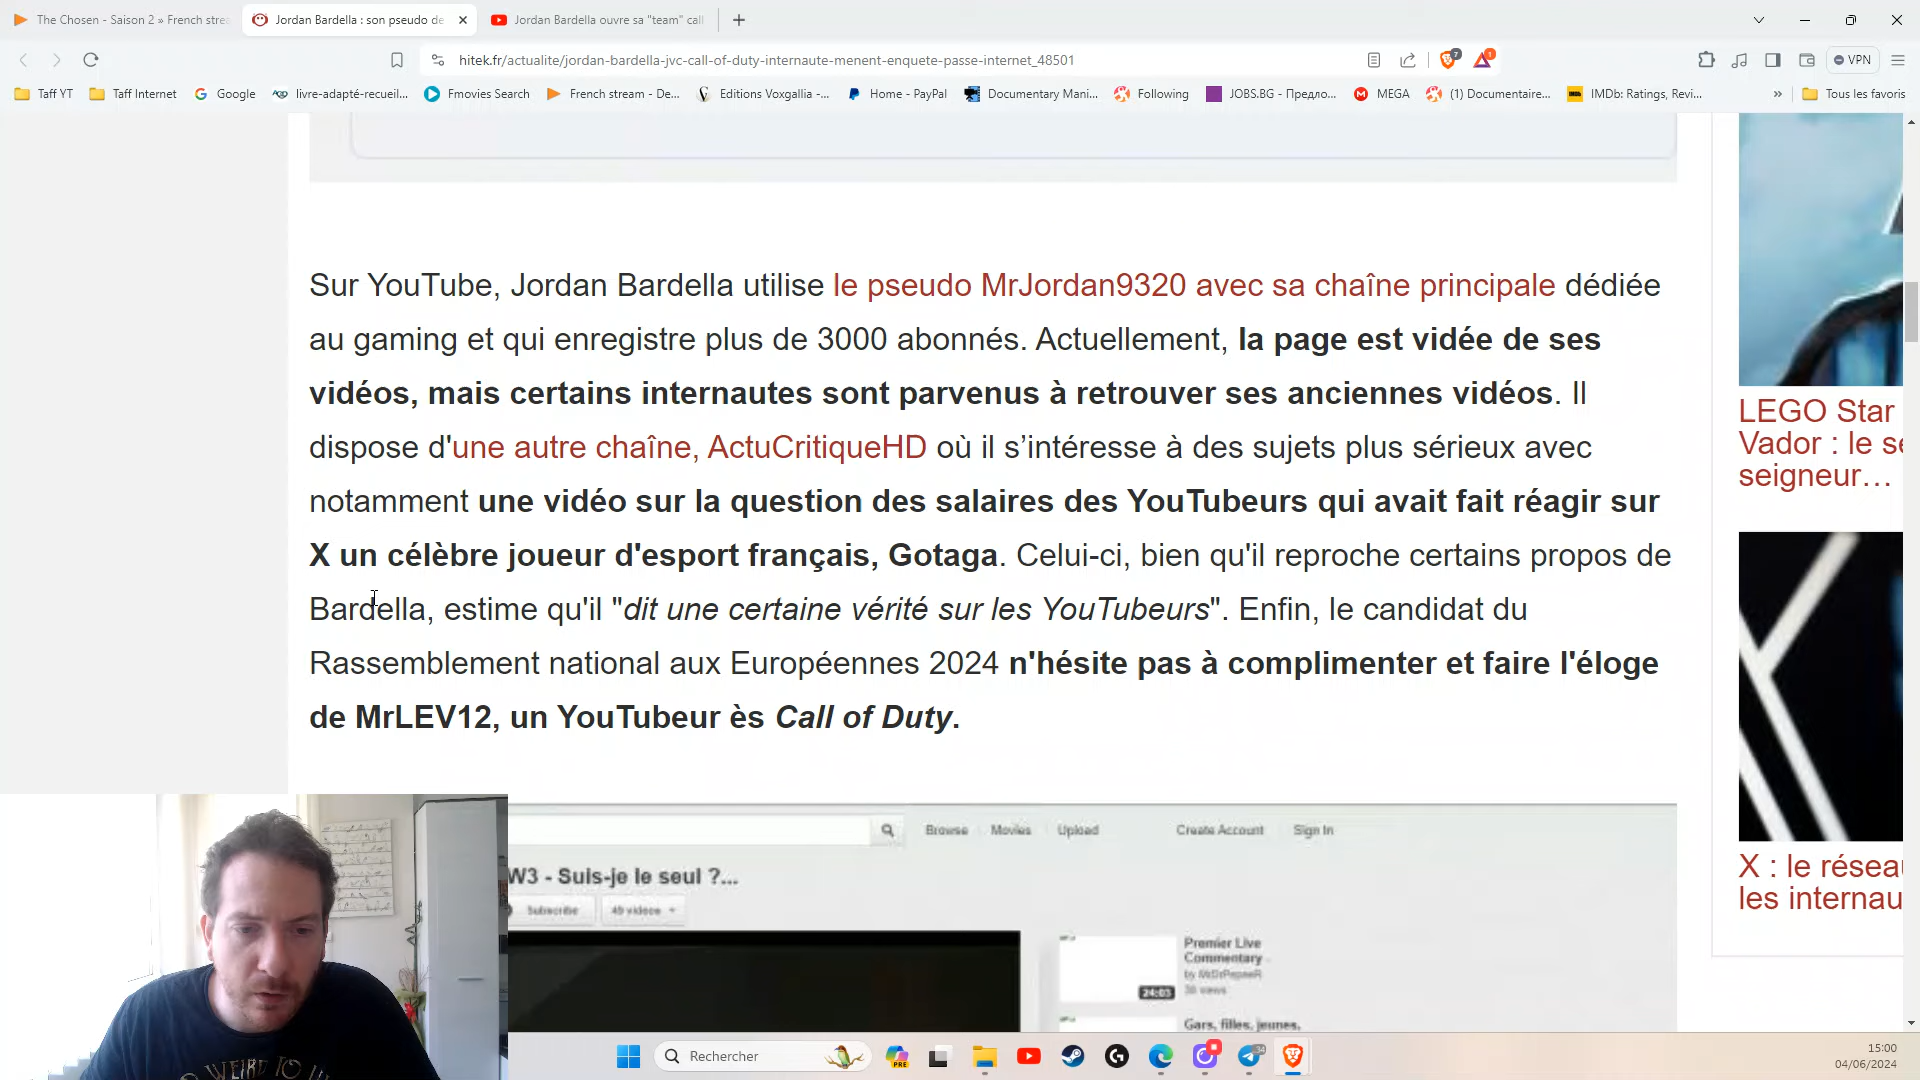 The Chosen - Saison 2 » French stre
Jordan Bardella : son pseudo de
Jordan Bardella ouvre sa "team" call
hitek.fr/actualite/jordan-bardella-jvc-call-of-duty-internaute-menent-enquete-passe-internet_48501
7
1
VPN
Taff YT
Taff Internet
Google
livre-adapté-recueil...
Fmovies Search
French stream - De...
Editions Voxgallia -...
Home - PayPal
Documentary Mani...
Following
JOBS.BG - Предло...
MEGA
(1) Documentaire...
IMDb: Ratings, Revi...
Tous les favoris
Sur YouTube, Jordan Bardella utilise le pseudo MrJordan9320 avec sa chaîne principale dédiée
au gaming et qui enregistre plus de 3000 abonnés. Actuellement, la page est vidée de ses
vidéos, mais certains internautes sont parvenus à retrouver ses anciennes vidéos. Il
dispose d'une autre chaîne, ActuCritiqueHD où il s’intéresse à des sujets plus sérieux avec
notamment une vidéo sur la question des salaires des YouTubeurs qui avait fait réagir sur
X un célèbre joueur d'esport français, Gotaga. Celui-ci, bien qu'il reproche certains propos de
Bardella, estime qu'il "dit une certaine vérité sur les YouTubeurs". Enfin, le candidat du
Rassemblement national aux Européennes 2024 n'hésite pas à complimenter et faire l'éloge
de MrLEV12, un YouTubeur ès Call of Duty.
LEGO Star
Vador : le se
seigneur…
X : le réseau
les internau
Browse
Movies
Upload
Create Account
Sign In
W3 - Suis-je le seul ?...
Subscribe
49 videos
Premier Live
Commentary
24:03
Gars, filles, jeunes,
WEIRD TO
Rechercher
PRE
15:00
04/06/2024